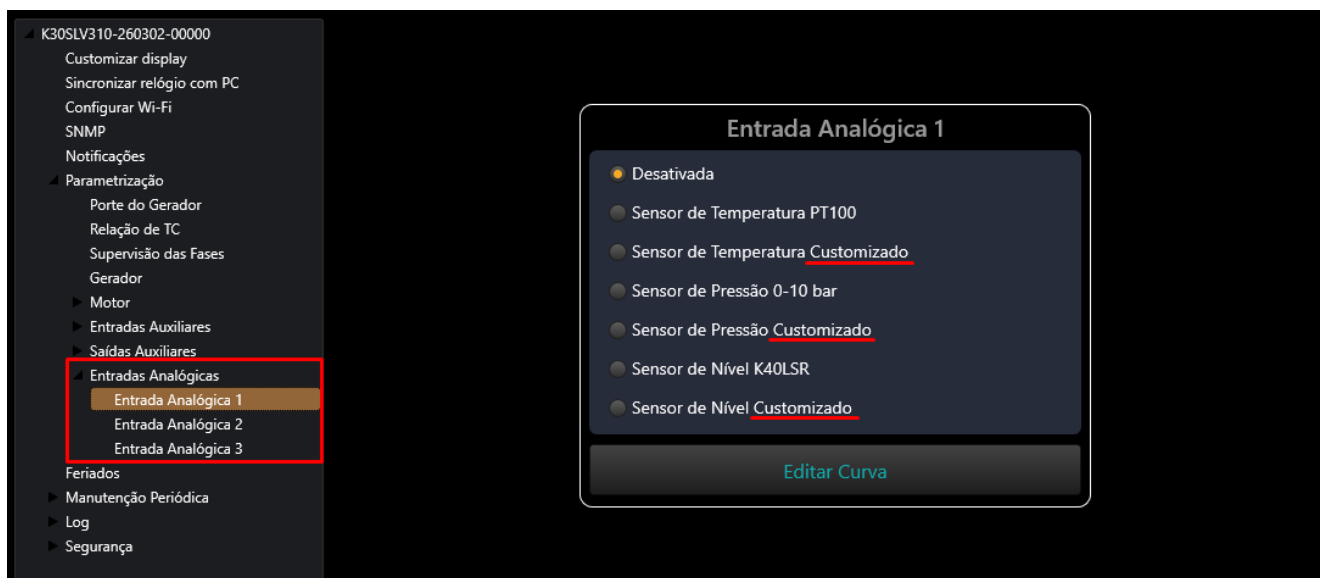 K30SLV310-260302-00000
Customizar display
Sincronizar relógio com PC
Configurar Wi-Fi
SNMP
Notificações
Parametrização
Porte do Gerador
Relação de TC
Supervisão das Fases
Gerador
Motor
Entradas Auxiliares
Saídas Auxiliares
Entradas Analógicas
Entrada Analógica 1
Entrada Analógica 2
Entrada Analógica 3
Feriados
Manutenção Periódica
Log
Segurança
Entrada Analógica 1
Desativada
Sensor de Temperatura PT100
Sensor de Temperatura Customizado
Sensor de Pressão 0-10 bar
Sensor de Pressão Customizado
Sensor de Nível K40LSR
Sensor de Nível Customizado
Editar Curva